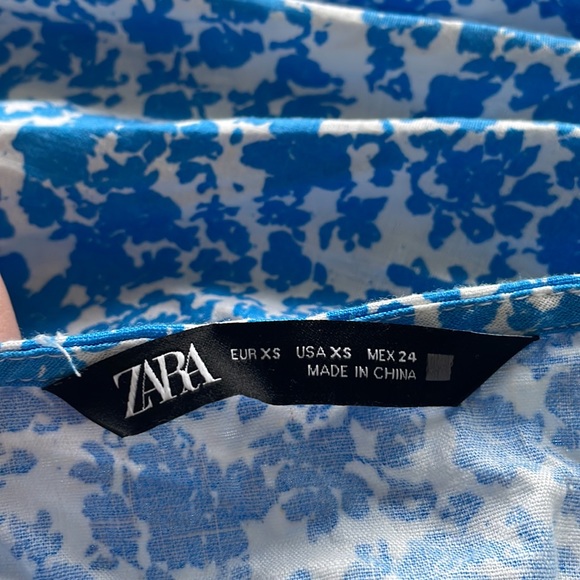 ZARA
EUR XS USA XS MEX 24
MADE IN CHINA